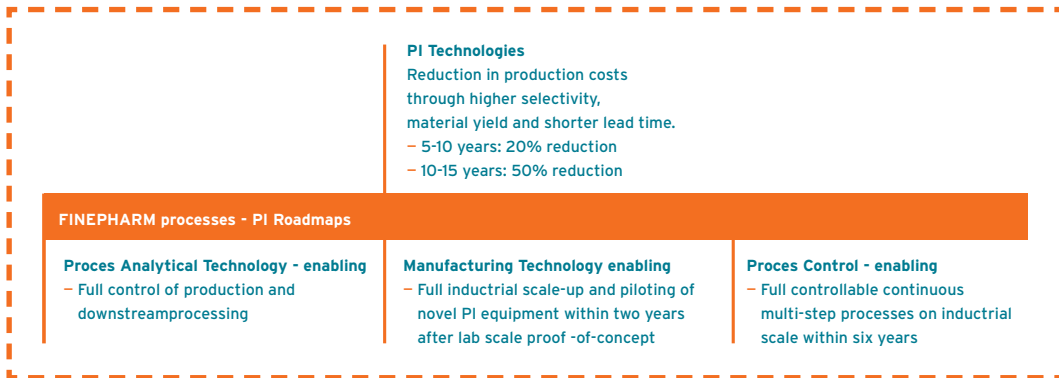 PI Technologies
Reduction in production costs
through higher selectivity,
material yield and shorter lead time.
– 5-10 years: 20% reduction
– 10-15 years: 50% reduction
FINEPHARM processes - PI Roadmaps
Proces Analytical Technology - enabling
– Full control of production and
downstreamprocessing
Manufacturing Technology enabling
– Full inductrial scale-up and piloting of
novel PI equipment within two years
after lab scale proof -of-concept
Proces Control - enabling
– Full controllable continuous
multi-step processes on inductrial
scale within six years